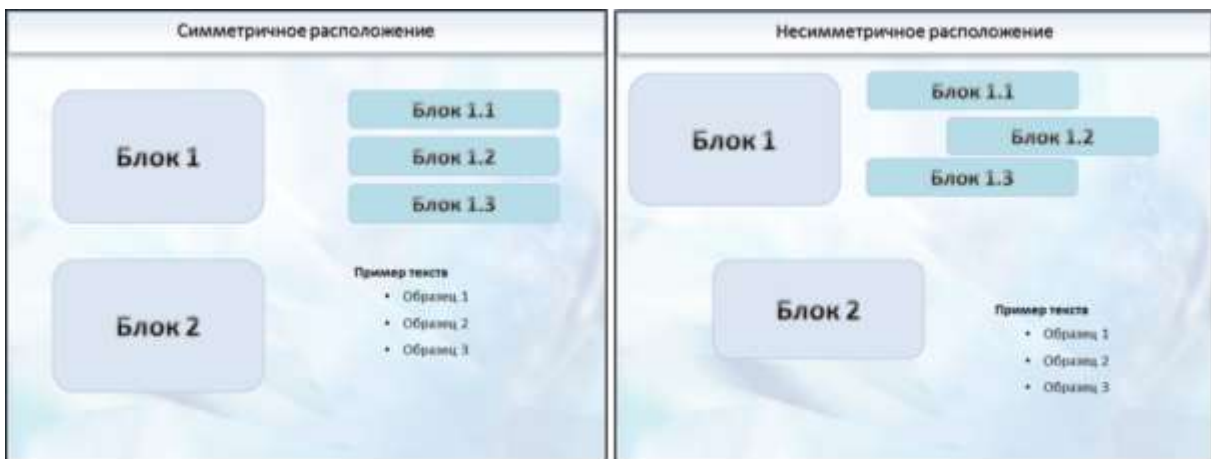 Симметричное расположение
Блок 1
Блок 1.1
Блок 1.2
Блок 1.3
Блок 2
Пример текста
• Образец 1
• Образец 2
• Образец 3
Несимметричное расположение
Блок 1
Блок 1.1
Блок 1.2
Блок 1.3
Блок 2
Пример текста
• Образец 1
• Образец 2
• Образец 3